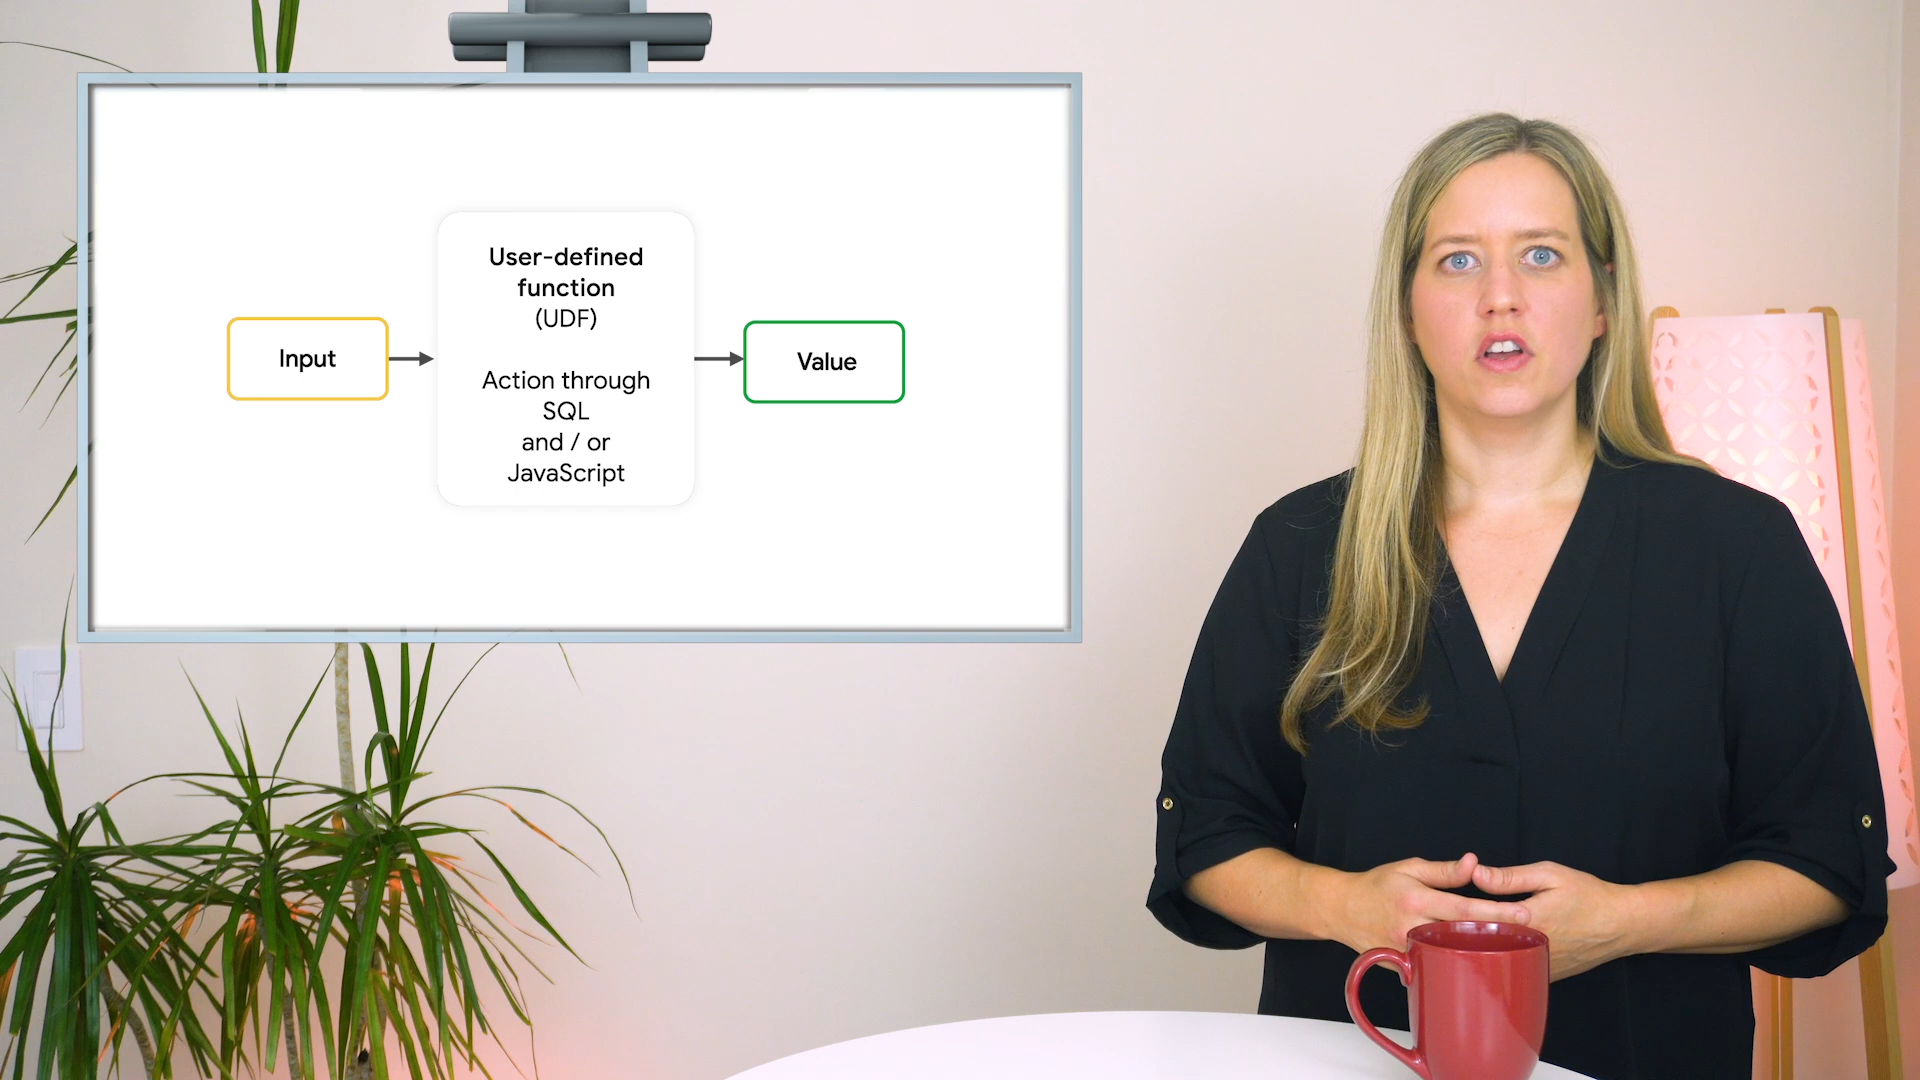 Input
User-defined
function
(UDF)
Action through
SQL
and / or
JavaScript
Value